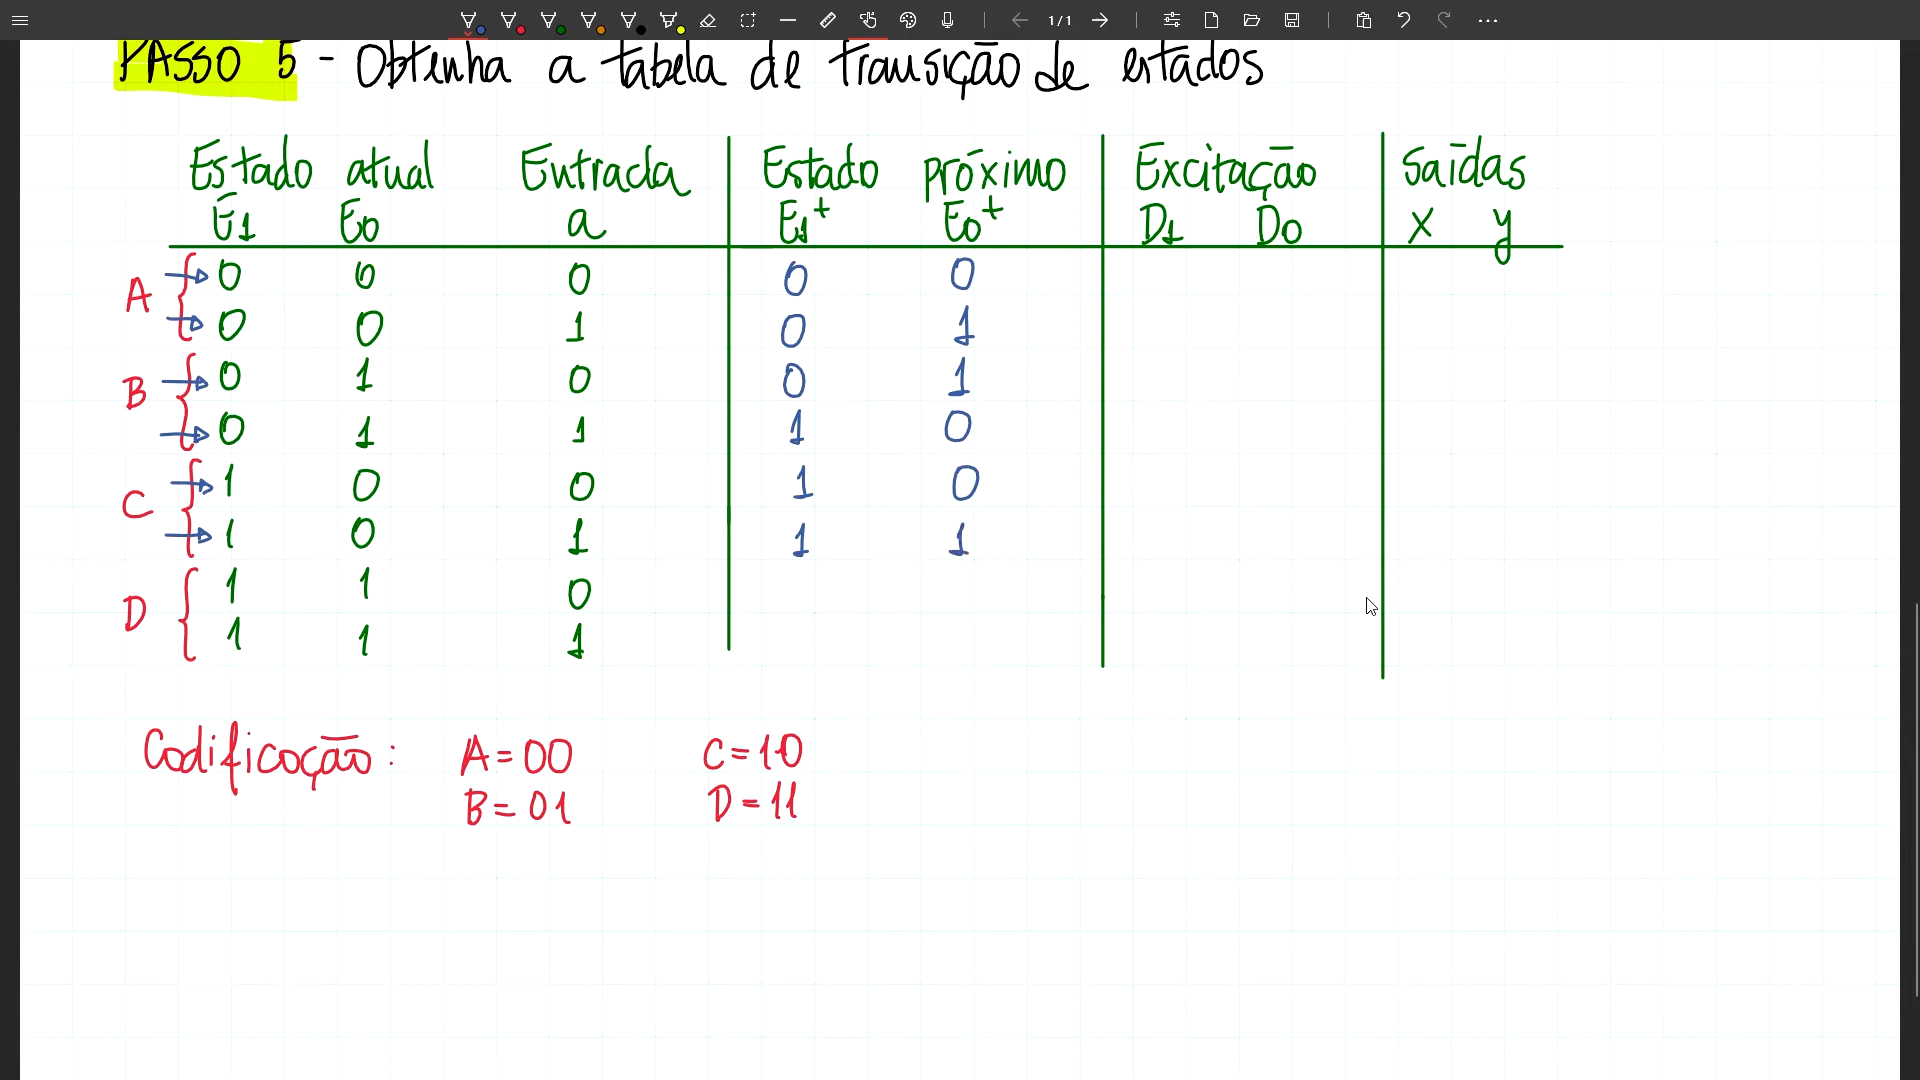 1/1
PASSO 5 - Obtenha a tabela de transição de estados
Estado atual Entrada Estado próximo Excitação Saídas
E1 E0 a E1+ E0+ D1 D0 X y
A 0 0 0 0 0
0 0 1 0 1
B 0 1 0 0 1
0 1 1 1 0
C 1 0 0 1 0
1 0 1 1 1
D 1 1 0
1 1 1
Codificoção: A=00 C=10
B=01 D=11